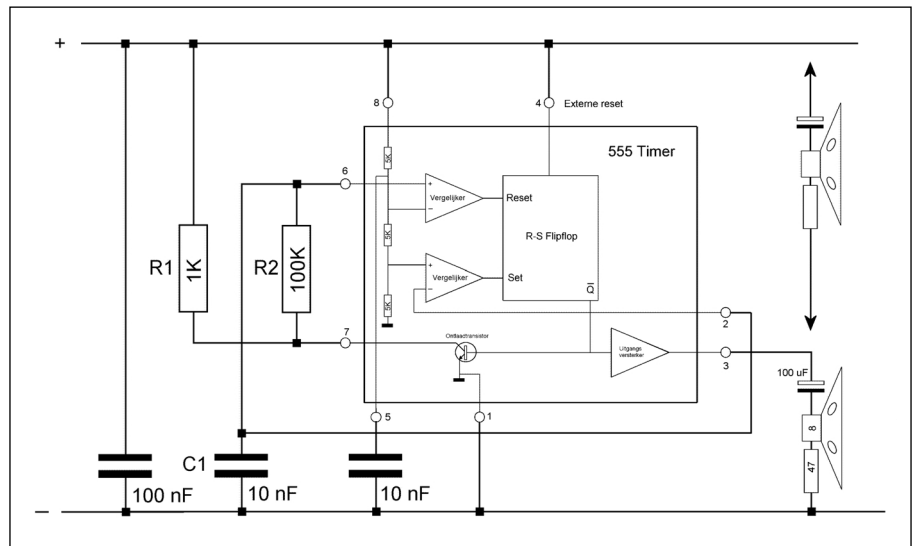 +
8
4
Externe reset
555 Timer
5K
6
+
Vergelijker
−
Reset
R-S Flipflop
R1
1K
R2
100K
5K
+
Vergelijker
−
Set
Q
5K
2
7
Ontlaadtransistor
Uitgangs
versterker
3
100 uF
5
1
8
C1
47
100 nF
10 nF
10 nF
−